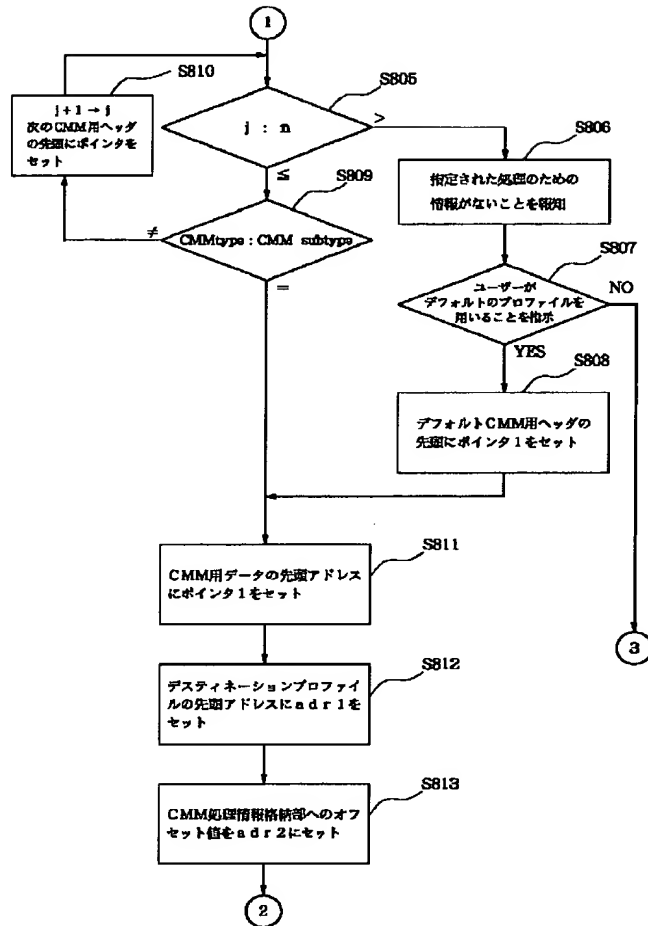 1
S810
j+1→j
次のCMM用ヘッダ
の先頭にポインタを
セット
S805
j : n
>
≦
S806
指定された処理のための
情報がないことを報知
S809
CMMtype : CMM subtype
≠
=
S807
ユーザーが
デフォルトのプロファイルを
用いることを指示
NO
YES
S808
デフォルトCMM用ヘッダの
先頭にポインタ1をセット
S811
CMM用データの先頭アドレス
にポインタ1をセット
3
S812
デスティネーションプロファイ
ルの先頭アドレスにadr1を
セット
S813
CMM処理情報格納部へのオフ
セット値をadr2にセット
2